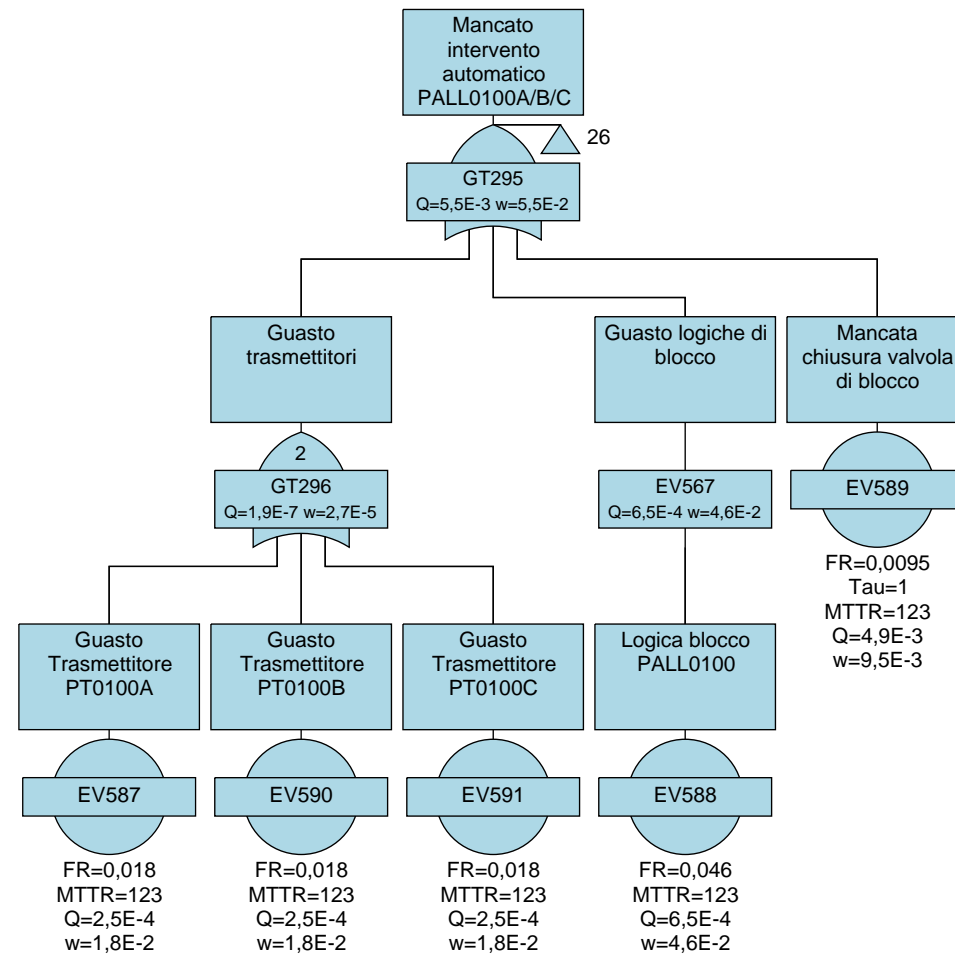 Mancato
intervento
automatico
PALL0100A/B/C
26
GT295
Q=5,5E-3 w=5,5E-2
Guasto
trasmettitori
Guasto logiche di
blocco
Mancata
chiusura valvola
di blocco
2
GT296
Q=1,9E-7 w=2,7E-5
EV567
Q=6,5E-4 w=4,6E-2
EV589
FR=0,0095
Tau=1
MTTR=123
Q=4,9E-3
w=9,5E-3
Guasto
Trasmettitore
PT0100A
Guasto
Trasmettitore
PT0100B
Guasto
Trasmettitore
PT0100C
Logica blocco
PALL0100
EV587
EV590
EV591
EV588
FR=0,018
MTTR=123
Q=2,5E-4
w=1,8E-2
FR=0,018
MTTR=123
Q=2,5E-4
w=1,8E-2
FR=0,018
MTTR=123
Q=2,5E-4
w=1,8E-2
FR=0,046
MTTR=123
Q=6,5E-4
w=4,6E-2